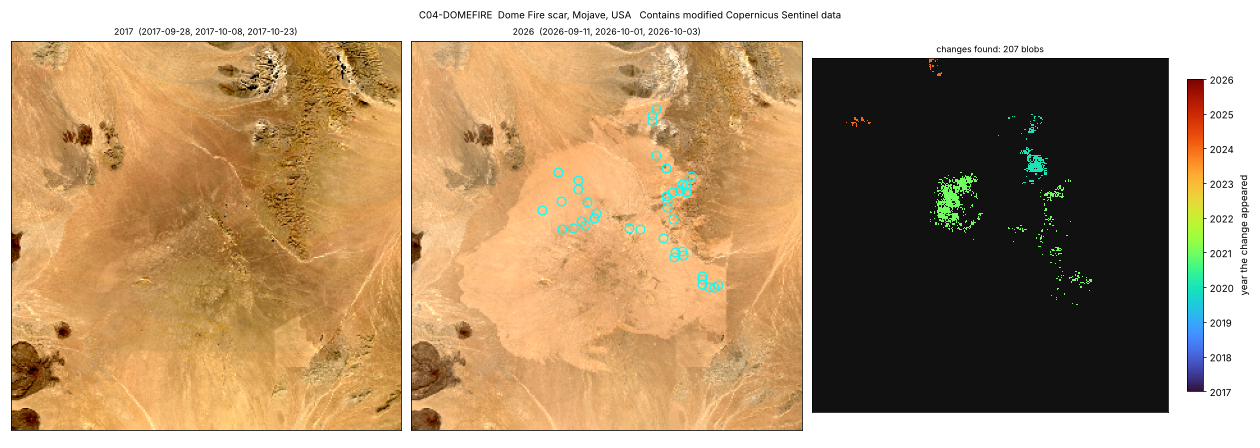 C04-DOMEFIRE  Dome Fire scar, Mojave, USA   Contains modified Copernicus Sentinel data
2017  (2017-09-28, 2017-10-08, 2017-10-23)
2026  (2026-09-11, 2026-10-01, 2026-10-03)
changes found: 207 blobs
2026
2025
2024
2023
2022
2021
2020
2019
2018
2017
year the change appeared